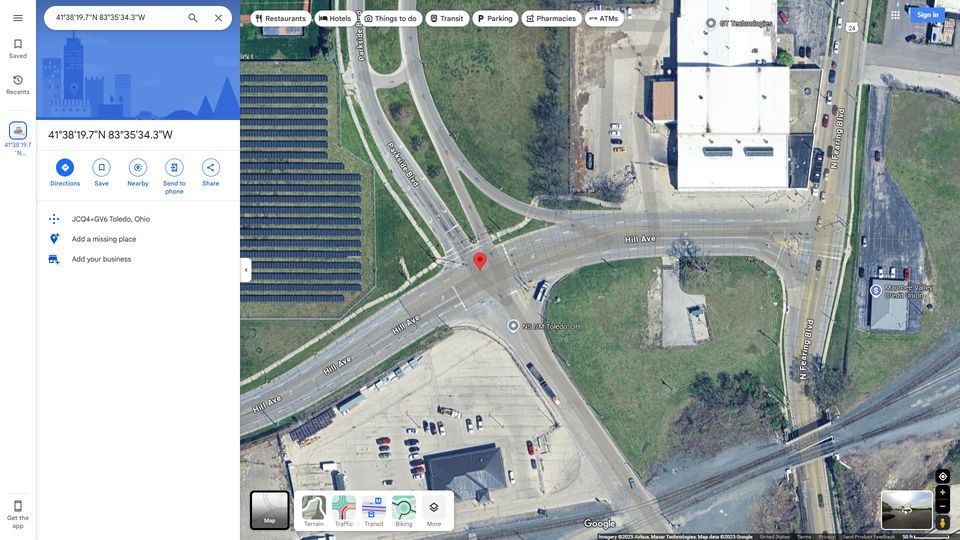 41°38'19.7"N 83°35'34.3"W
Restaurants
Hotels
Things to do
Transit
Parking
Pharmacies
ATMs
Sign in
Saved
Recents
41°38'19.7
"N...
41°38'19.7"N 83°35'34.3"W
Directions
Save
Nearby
Send to
phone
Share
JCQ4+GV6 Toledo, Ohio
Add a missing place
Add your business
Get the
app
GT Technologies
24
Parkside Blvd
Parkside Blvd
N Fearing Blvd
Hill Ave
Maumee Valley
Credit Union
NS I/M Toledo, OH
Hill Ave
Hill Ave
Hill Ave
N Fearing Blvd
Map
Terrain
Traffic
Transit
Biking
More
Google
Imagery ©2025 Airbus, Maxar Technologies, Map data ©2025 Google
United States
Terms
Privacy
Send Product Feedback
50 ft